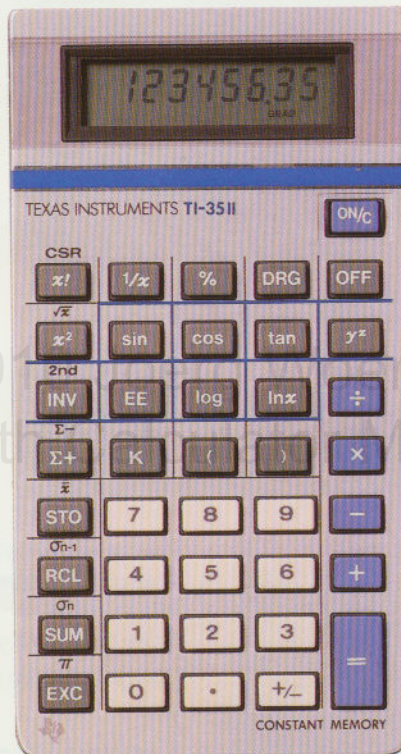 123456.35
GRAD
TEXAS INSTRUMENTS TI-35 II
ON/C
CSR
x! 1/x % DRG OFF
√x
x² sin cos tan yˣ
2nd
INV EE log lnx ÷
Σ−
Σ+ K ( ) ×
x̄
STO 7 8 9 −
σn-1
RCL 4 5 6 +
σn
SUM 1 2 3 =
π
EXC 0 · +/−
CONSTANT MEMORY